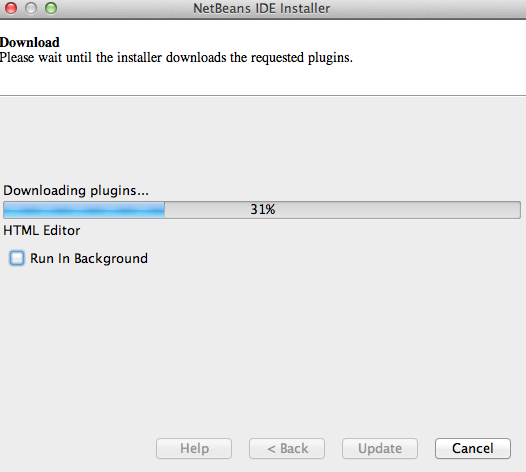 NetBeans IDE Installer
Download
Please wait until the installer downloads the requested plugins.
Downloading plugins...
31%
HTML Editor
Run In Background
Help
< Back
Update
Cancel